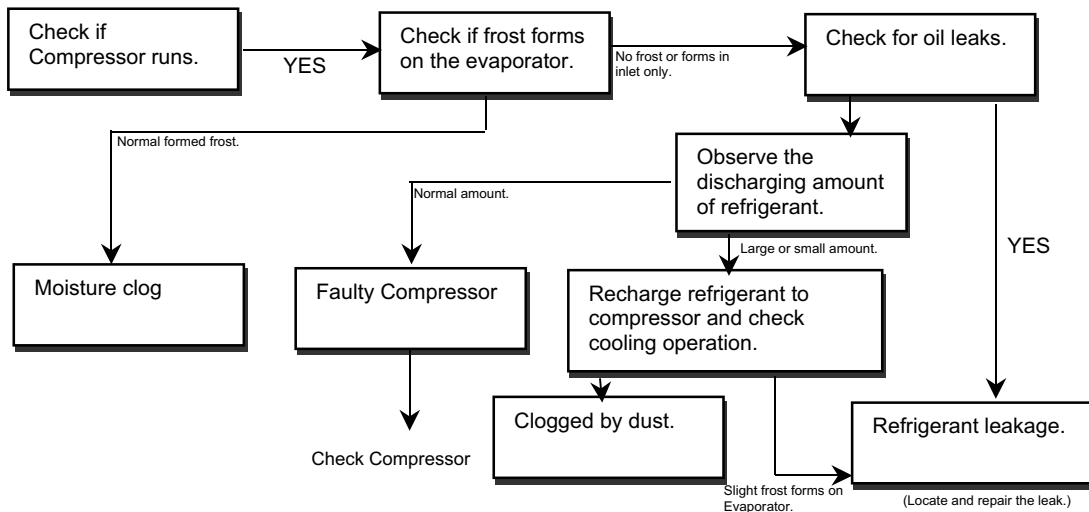 Check if
Compressor runs.
YES
Check if frost forms
on the evaporator.
No frost or forms in
inlet only.
Check for oil leaks.
Normal formed frost.
Observe the
discharging amount
of refrigerant.
Normal amount.
Large or small amount.
YES
Moisture clog
Faulty Compressor
Recharge refrigerant to
compressor and check
cooling operation.
Clogged by dust.
Refrigerant leakage.
Check Compressor
Slight frost forms on
Evaporator.
(Locate and repair the leak.)